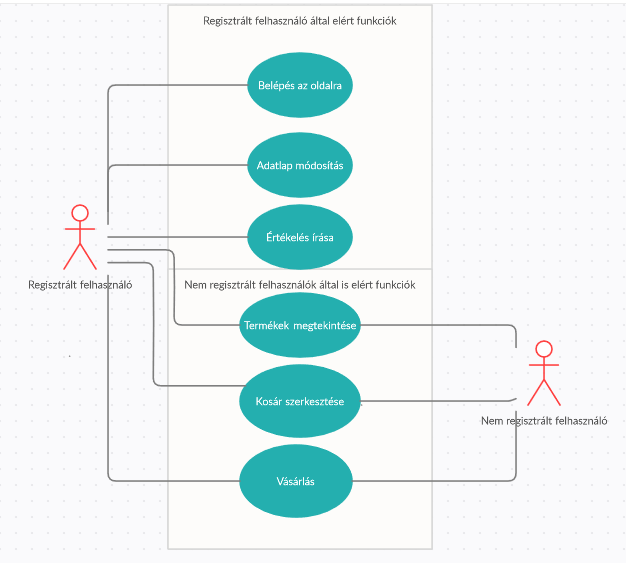 Regisztrált felhasználó által elért funkciók
Belépés az oldalra
Adatlap módosítás
Értékelés írása
Regisztrált felhasználó
Nem regisztrált felhasználók által is elért funkciók
Termékek megtekintése
Kosár szerkesztése
Nem regisztrált felhasználó
Vásárlás